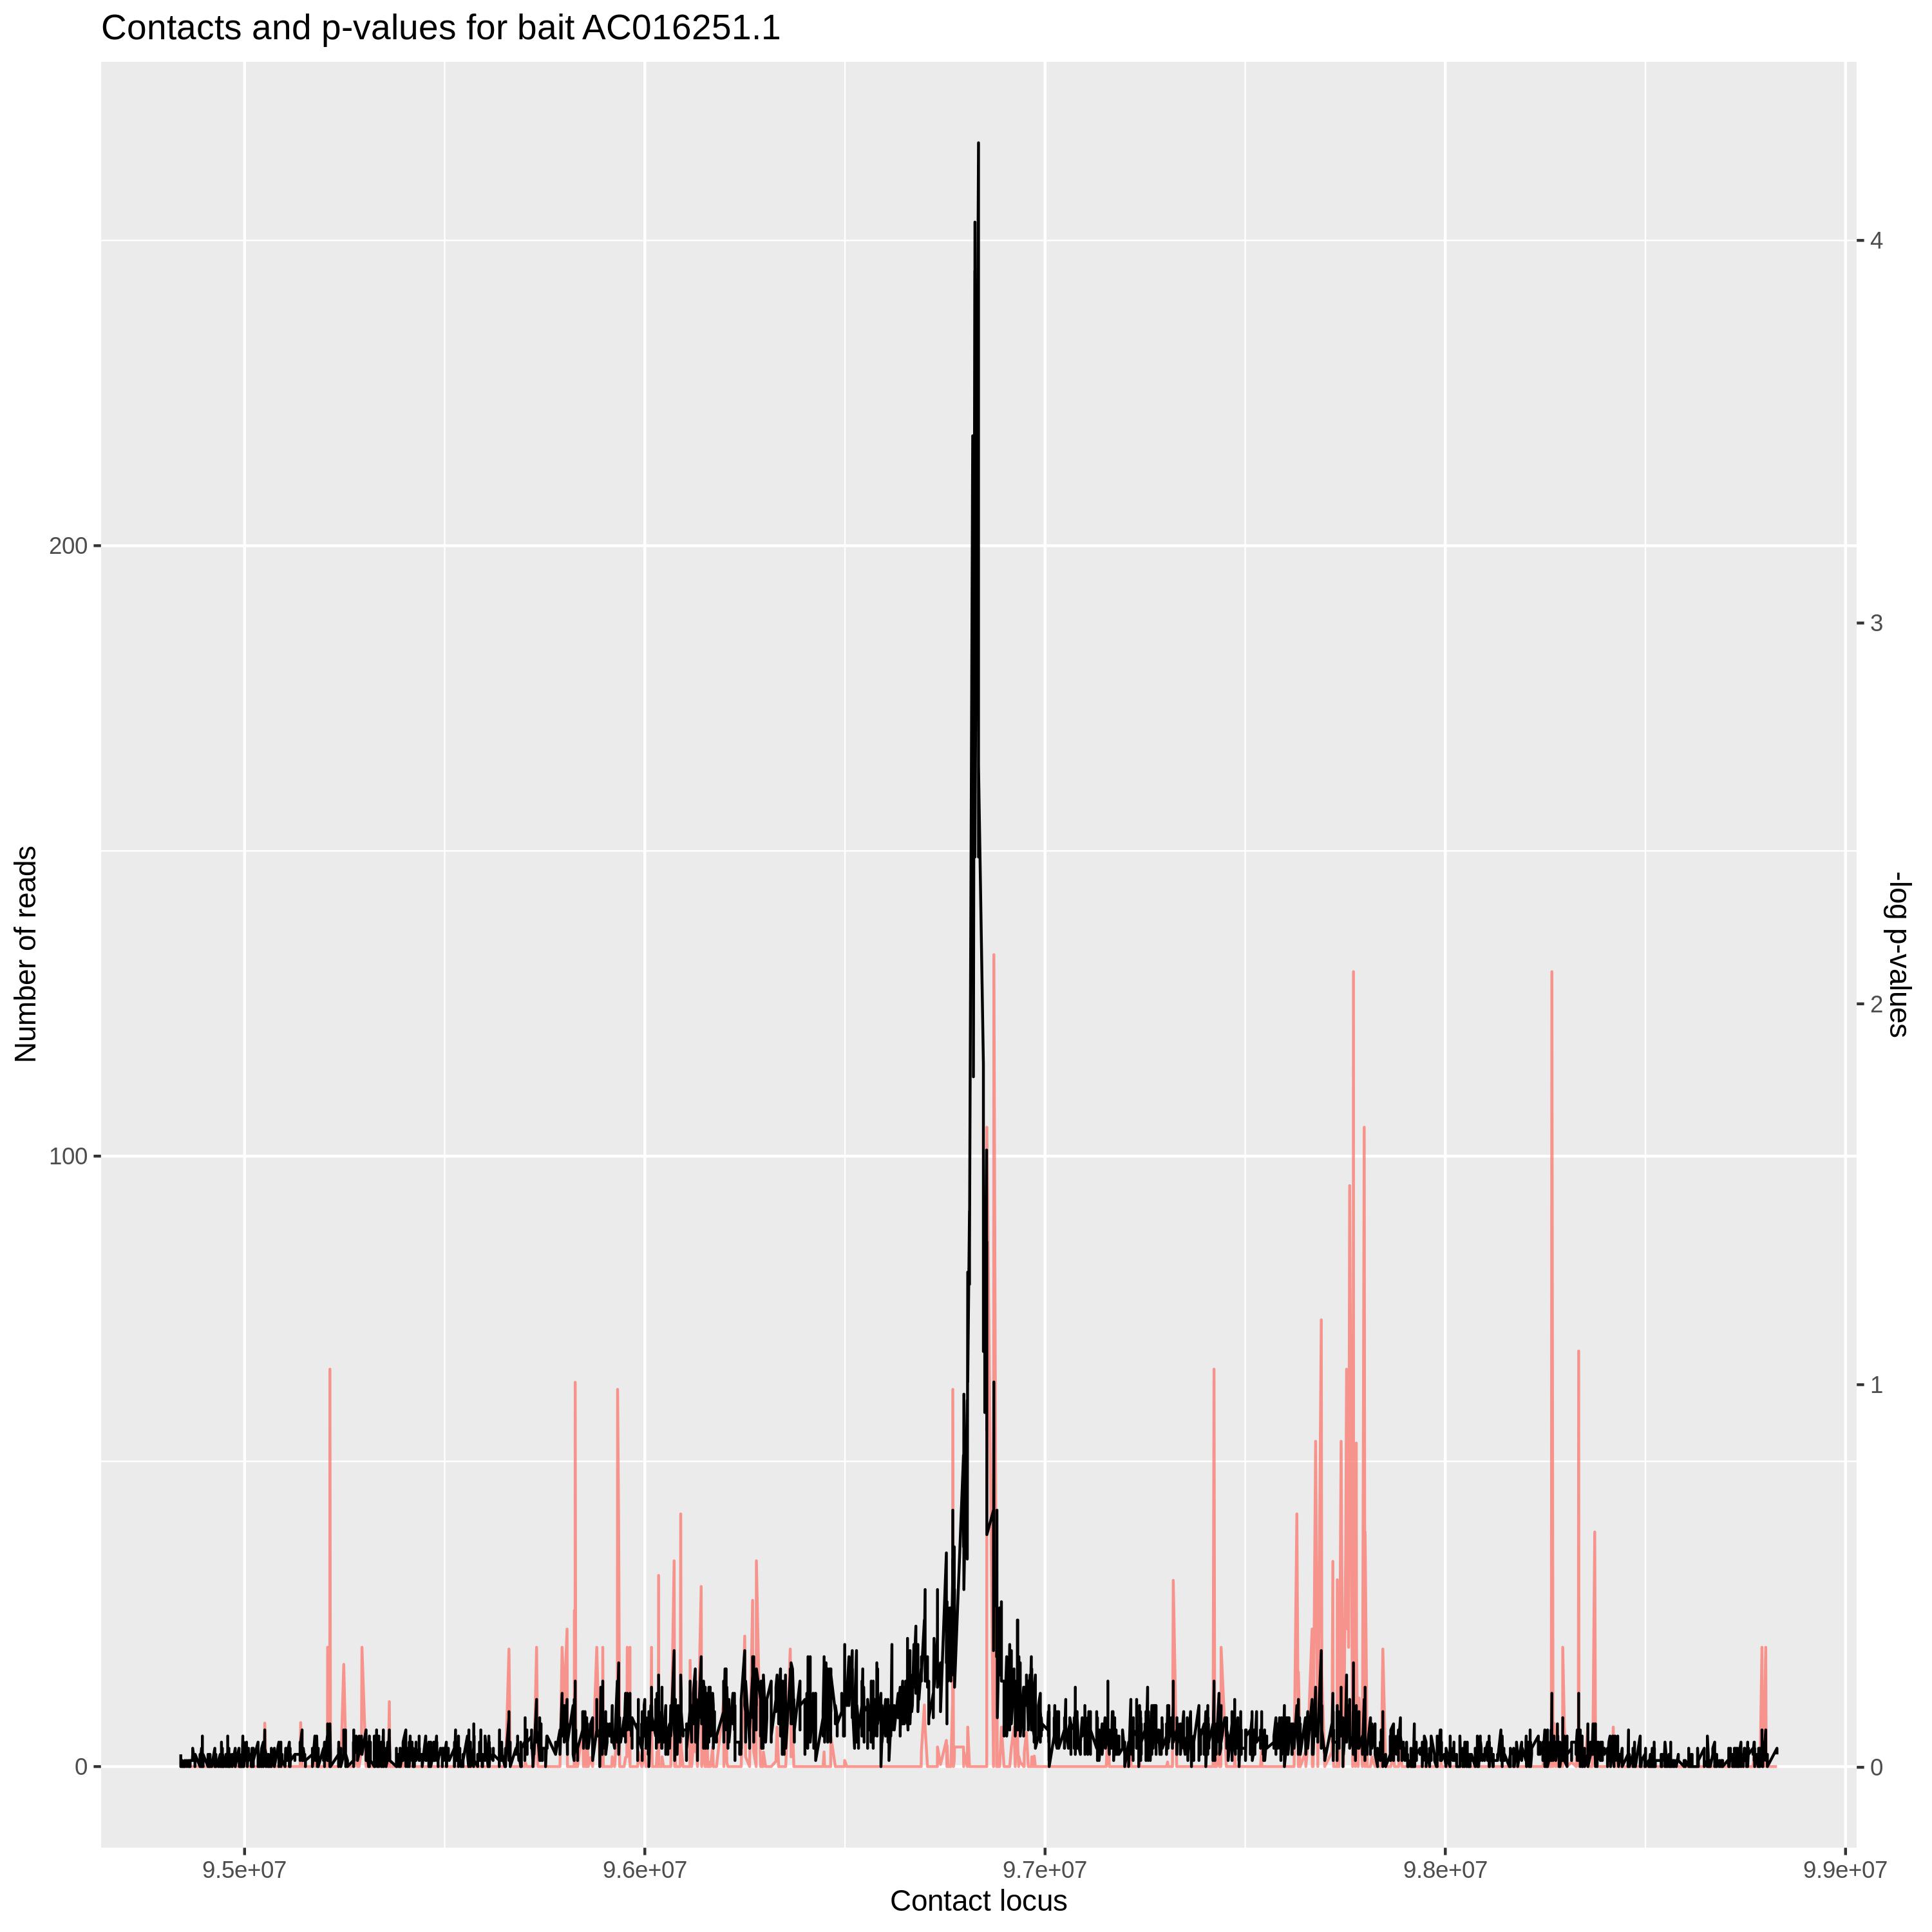 Contacts and p-values for bait AC016251.1
Number of reads
200
100
0
4
3
2
1
0
-log p-values
9.5e+07 9.6e+07 9.7e+07 9.8e+07 9.9e+07
Contact locus